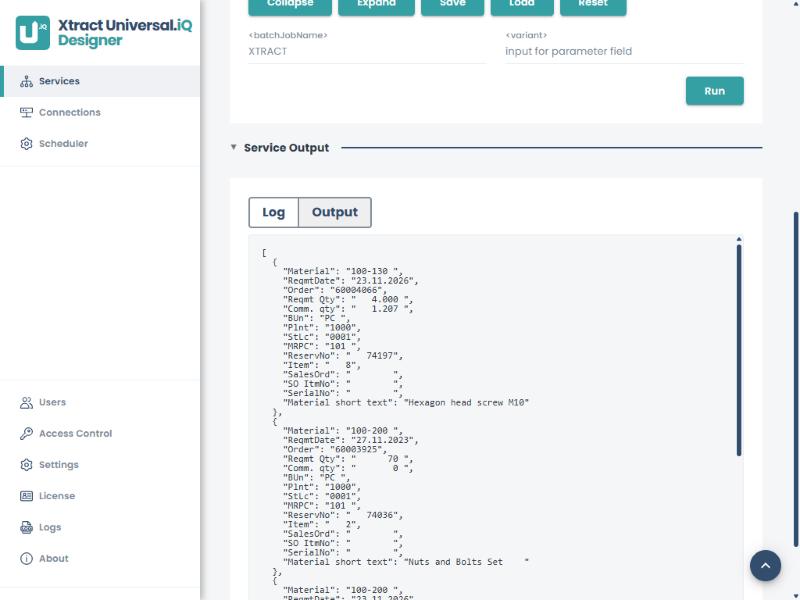 Xtract Universal.iQ
Designer
Services
Connections
Scheduler
Users
Access Control
Settings
License
Logs
About
Collapse
Expand
Save
Load
Reset
<batchJobName>
<variant>
XTRACT
input for parameter field
Run
Service Output
Log
Output
[
  {
    "Material": "100-130 ",
    "ReqmtDate": "23.11.2026",
    "Order": "60004066",
    "Reqmt Qty": "   4.000 ",
    "Comm. qty": "   1.207 ",
    "BUn": "PC ",
    "Plnt": "1000",
    "StLc": "0001",
    "MRPC": "101 ",
    "ReservNo": "   74197",
    "Item": "   8",
    "SalesOrd": "        ",
    "SO ItmNo": "        ",
    "SerialNo": "        ",
    "Material short text": "Hexagon head screw M10"
  },
  {
    "Material": "100-200 ",
    "ReqmtDate": "27.11.2023",
    "Order": "60003925",
    "Reqmt Qty": "      70 ",
    "Comm. qty": "       0 ",
    "BUn": "PC ",
    "Plnt": "1000",
    "StLc": "0001",
    "MRPC": "101 ",
    "ReservNo": "   74036",
    "Item": "   2",
    "SalesOrd": "        ",
    "SO ItmNo": "        ",
    "SerialNo": "        ",
    "Material short text": "Nuts and Bolts Set    "
  },
  {
    "Material": "100-200 ",
    "ReqmtDate": "23.11.2026",